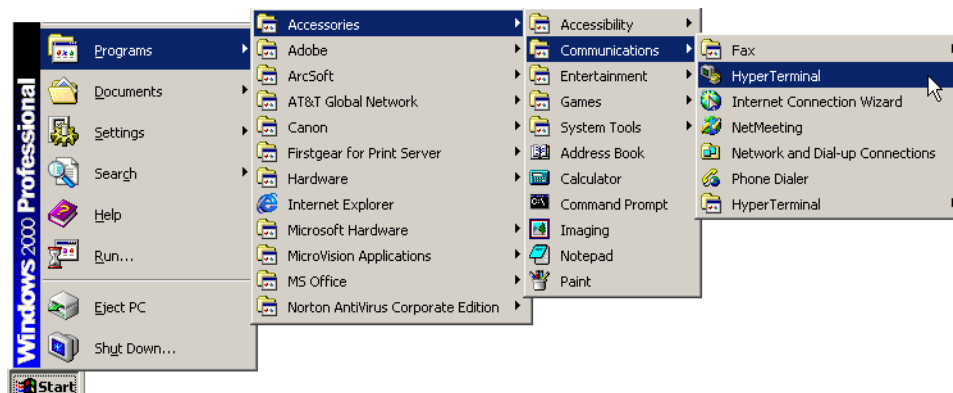 Windows 2000 Professional
Programs
Documents
Settings
Search
Help
Run...
Eject PC
Shut Down...
Start
Accessories
Adobe
ArcSoft
AT&T Global Network
Canon
Firstgear for Print Server
Hardware
Internet Explorer
Microsoft Hardware
MicroVision Applications
MS Office
Norton AntiVirus Corporate Edition
Accessibility
Communications
Entertainment
Games
System Tools
Address Book
Calculator
Command Prompt
Imaging
Notepad
Paint
Fax
HyperTerminal
Internet Connection Wizard
NetMeeting
Network and Dial-up Connections
Phone Dialer
HyperTerminal